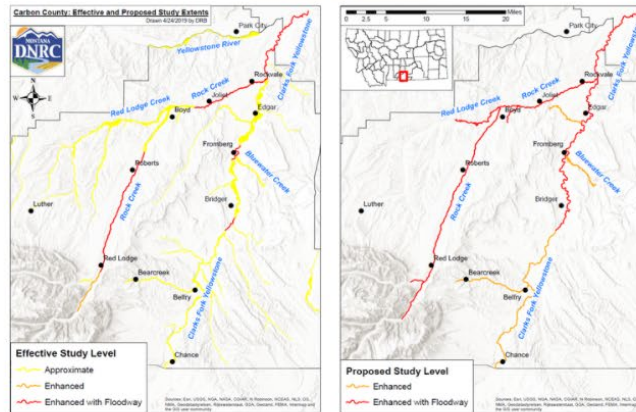 Carbon County: Effective and Proposed Study Extents
Drawn 4/24/2019 by DRB
MONTANA
DNRC
N
W E
S
Park City
Yellowstone River
Clarks Fork Yellowstone
Rockvale
Rock Creek
Joliet
Red Lodge Creek
Boyd
Edgar
Fromberg
Bluewater Creek
Roberts
Rock Creek
Bridger
Luther
Red Lodge
Bearcreek
Belfry
Clarks Fork Yellowstone
Chance
Effective Study Level
Approximate
Enhanced
Enhanced with Floodway
0 2.5 5 10 15 20
Miles
Park City
Clarks Fork Yellowstone
Rockvale
Rock Creek
Joliet
Red Lodge Creek
Boyd
Edgar
Fromberg
Bluewater Creek
Roberts
Rock Creek
Bridger
Luther
Red Lodge
Bearcreek
Belfry
Clarks Fork Yellowstone
Chance
Proposed Study Level
Enhanced
Enhanced with Floodway